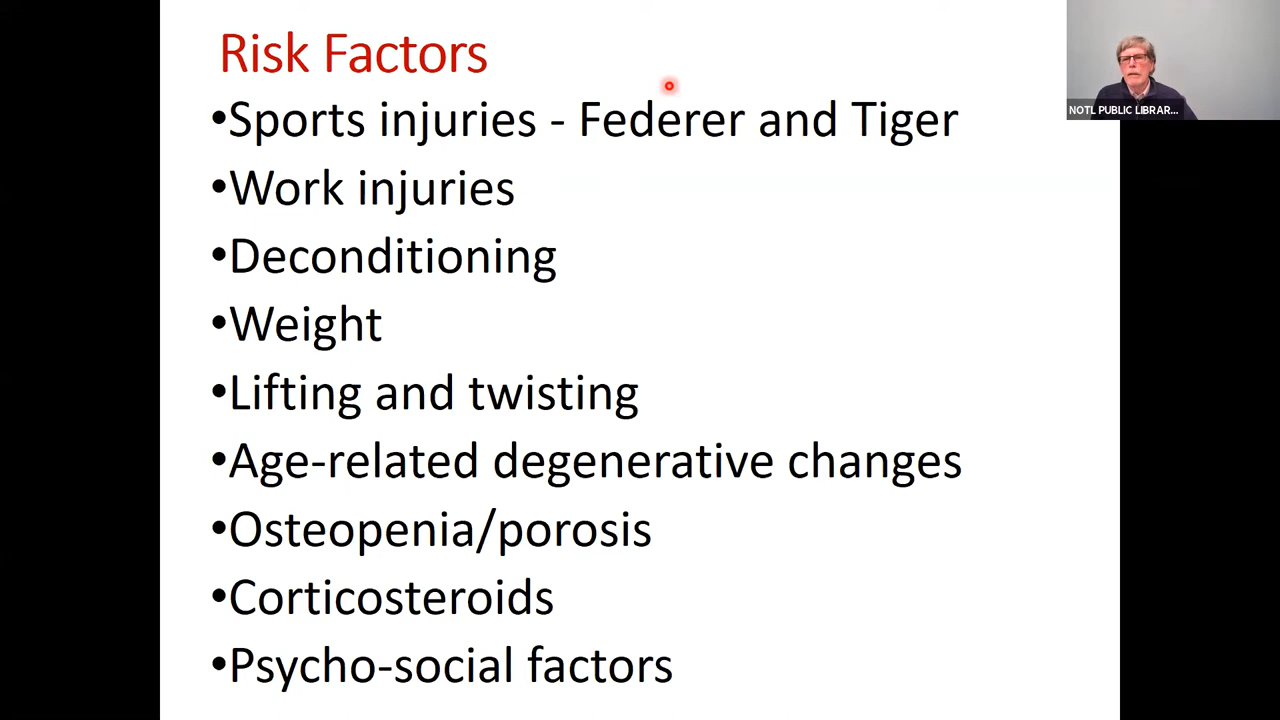 Risk Factors
•Sports injuries - Federer and Tiger
•Work injuries
•Deconditioning
•Weight
•Lifting and twisting
•Age-related degenerative changes
•Osteopenia/porosis
•Corticosteroids
•Psycho-social factors
NOTL PUBLIC LIBRAR...